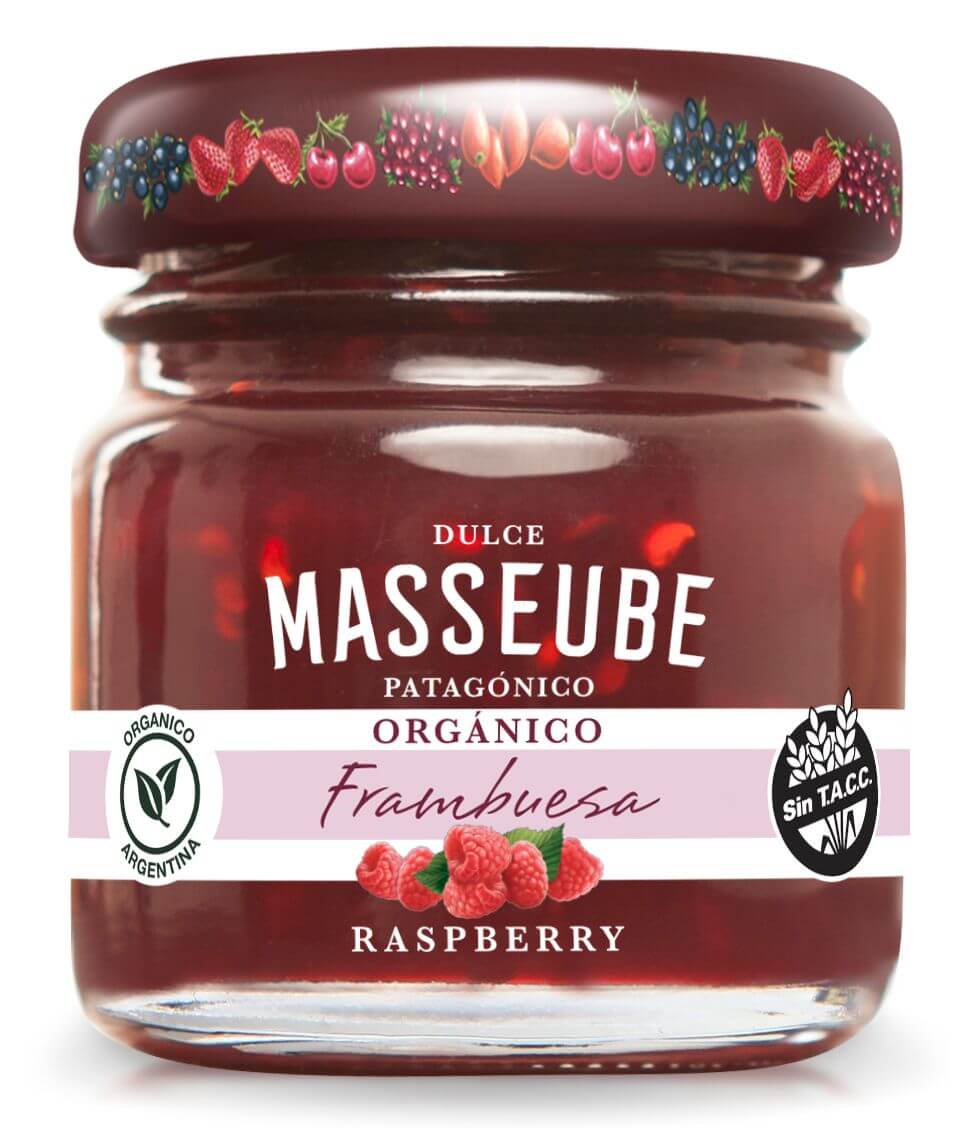 DULCE
MASSEUBE
PATAGÓNICO
ORGÁNICO
Frambuesa
RASPBERRY
ORGANICO
ARGENTINA
Sin T.A.C.C.